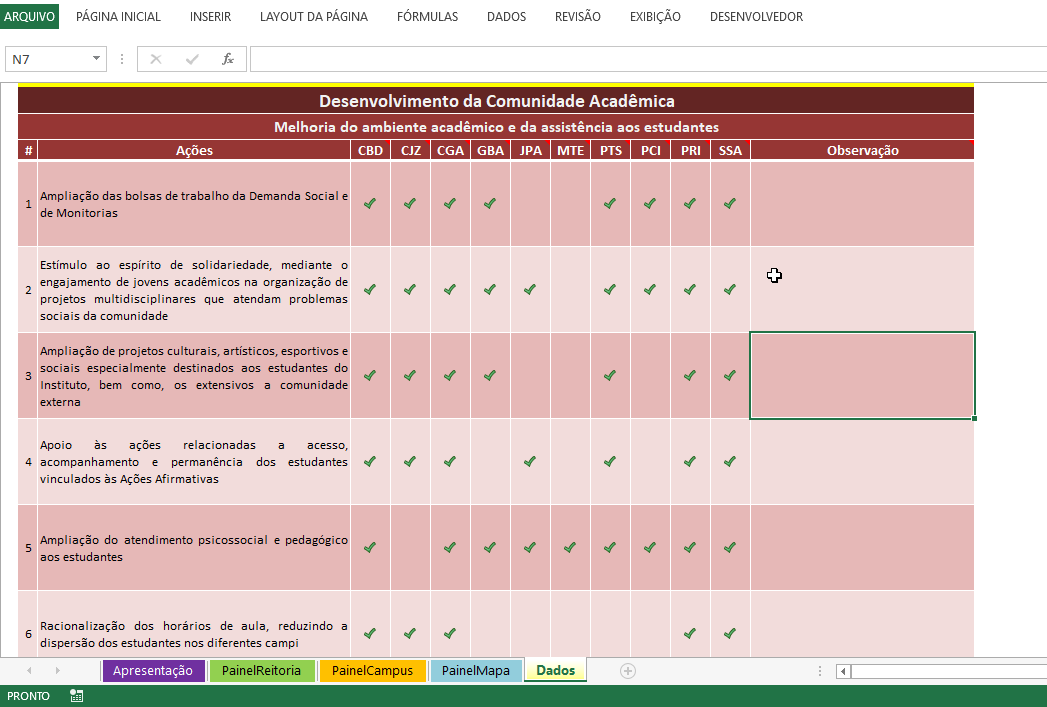 ARQUIVO PÁGINA INICIAL INSERIR LAYOUT DA PÁGINA FÓRMULAS DADOS REVISÃO EXIBIÇÃO DESENVOLVEDOR
N7 fx
Desenvolvimento da Comunidade Acadêmica
Melhoria do ambiente acadêmico e da assistência aos estudantes
# Ações CBD CJZ CGA GBA JPA MTE PTS PCI PRI SSA Observação
1 Ampliação das bolsas de trabalho da Demanda Social e
de Monitorias
2 Estímulo ao espírito de solidariedade, mediante o
engajamento de jovens acadêmicos na organização de
projetos multidisciplinares que atendam problemas
sociais da comunidade
3 Ampliação de projetos culturais, artísticos, esportivos e
sociais especialmente destinados aos estudantes do
Instituto, bem como, os extensivos a comunidade
externa
4 Apoio às ações relacionadas a acesso,
acompanhamento e permanência dos estudantes
vinculados às Ações Afirmativas
5 Ampliação do atendimento psicossocial e pedagógico
aos estudantes
6 Racionalização dos horários de aula, reduzindo a
dispersão dos estudantes nos diferentes campi
Apresentação PainelReitoria PainelCampus PainelMapa Dados
PRONTO